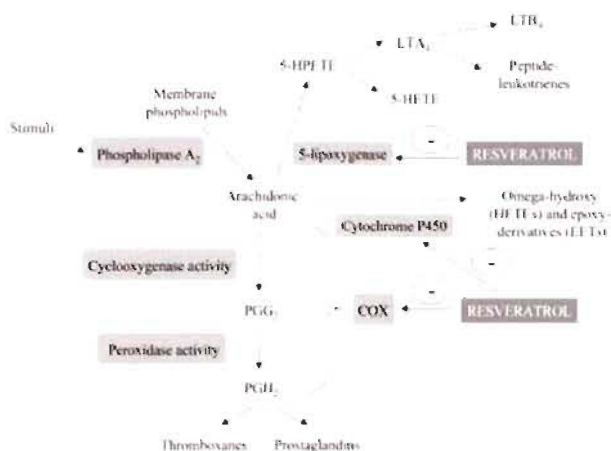 LTB₄
LTA₄
5-HPETE
Peptide-
leukotrienes
Membrane
phospholipids
5-HETE
Stimuli
Phospholipase A₂
5-lipoxygenase
-
RESVERATROL
Arachidonic
acid
Omega-hydroxy
(HETEs) and epoxy-
derivatives (EETs)
Cytochrome P450
Cyclooxygenase activity
-
-
PGG₂
COX
RESVERATROL
Peroxidase activity
PGH₂
Thromboxanes
Prostaglandins